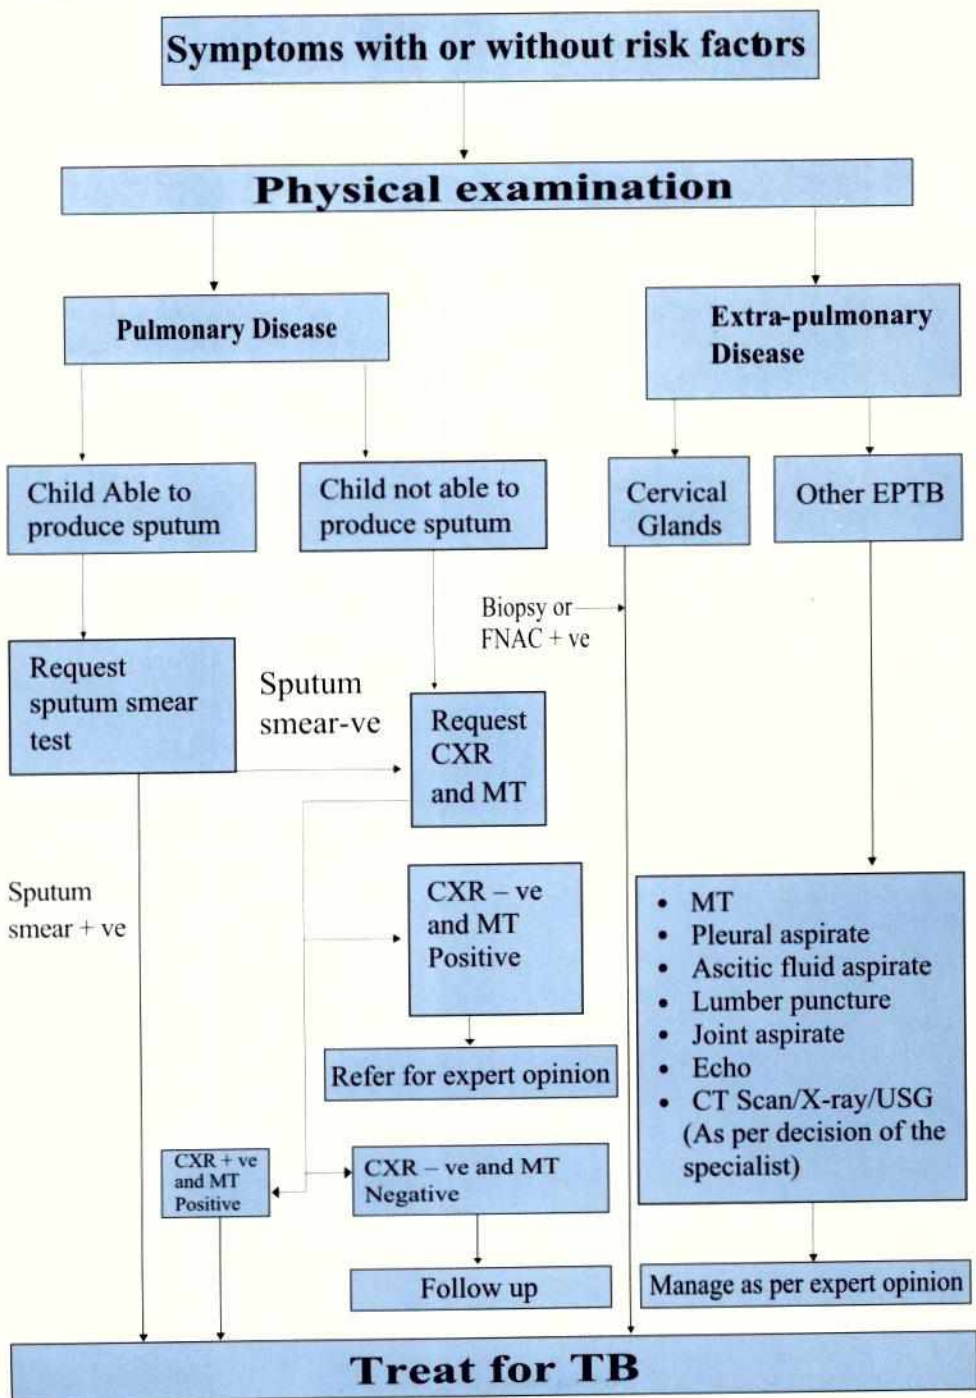 Symptoms with or without risk factors
Physical examination
Pulmonary Disease
Extra-pulmonary
Disease
Child Able to
produce sputum
Child not able to
produce sputum
Cervical
Glands
Other EPTB
Biopsy or
FNAC + ve
Request
sputum smear
test
Sputum
smear-ve
Request
CXR
and MT
Sputum
smear + ve
CXR – ve
and MT
Positive
Refer for expert opinion
• MT
• Pleural aspirate
• Ascitic fluid aspirate
• Lumber puncture
• Joint aspirate
• Echo
• CT Scan/X-ray/USG
(As per decision of the
specialist)
CXR + ve
and MT
Positive
CXR – ve and MT
Negative
Follow up
Manage as per expert opinion
Treat for TB